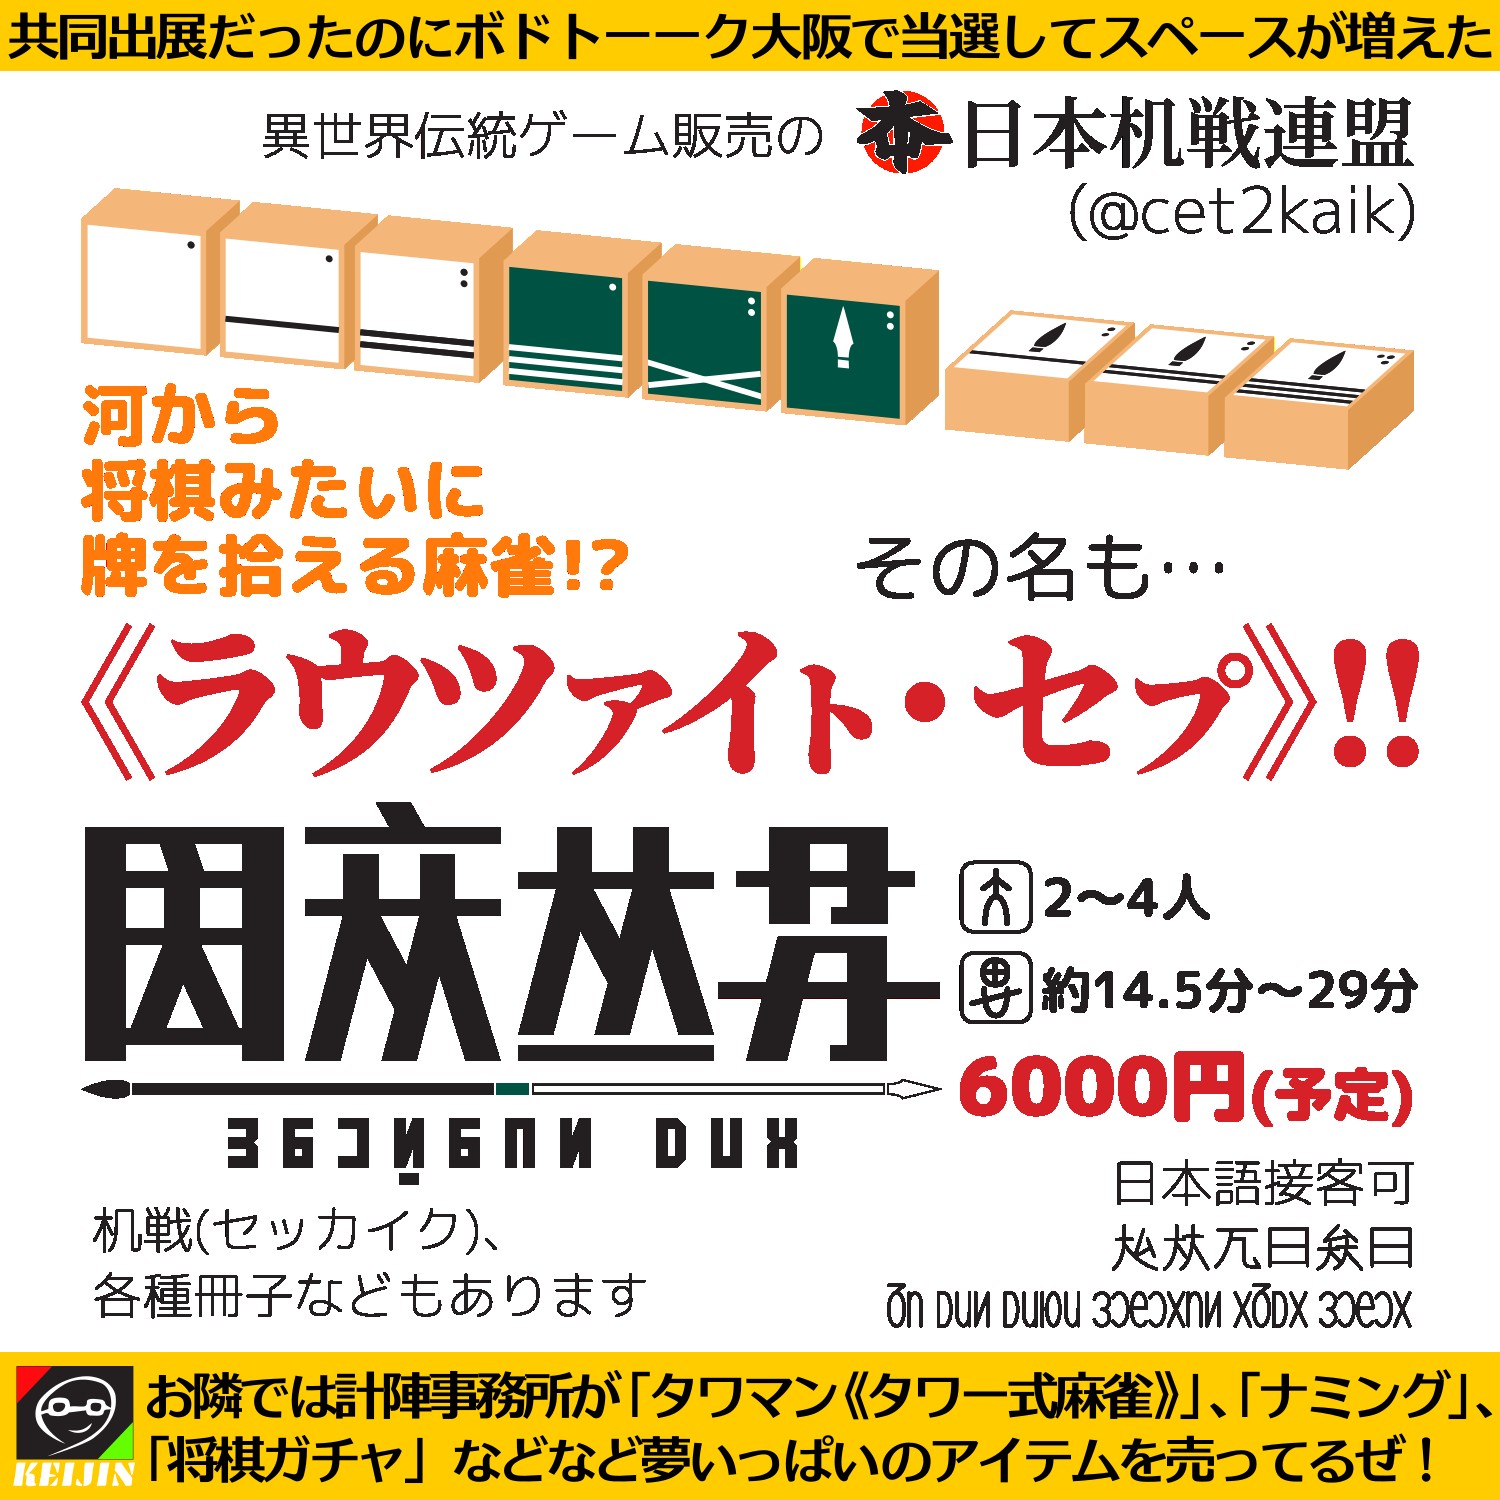 共同出展だったのにボドトーーク大阪で当選してスペースが増えた
異世界伝統ゲーム販売の 日本机戦連盟
(@cet2kaik)
河から
将棋みたいに
牌を拾える麻雀!?
その名も…
《ラウツァイト・セプ》!!
2〜4人
約14.5分〜29分
6000円(予定)
机戦(セッカイク)、
各種冊子などもあります
日本語接客可
KEIJIN
お隣では計陣事務所が「タワマン《タワー式麻雀》」、「ナミング」、
「将棋ガチャ」などなど夢いっぱいのアイテムを売ってるぜ！